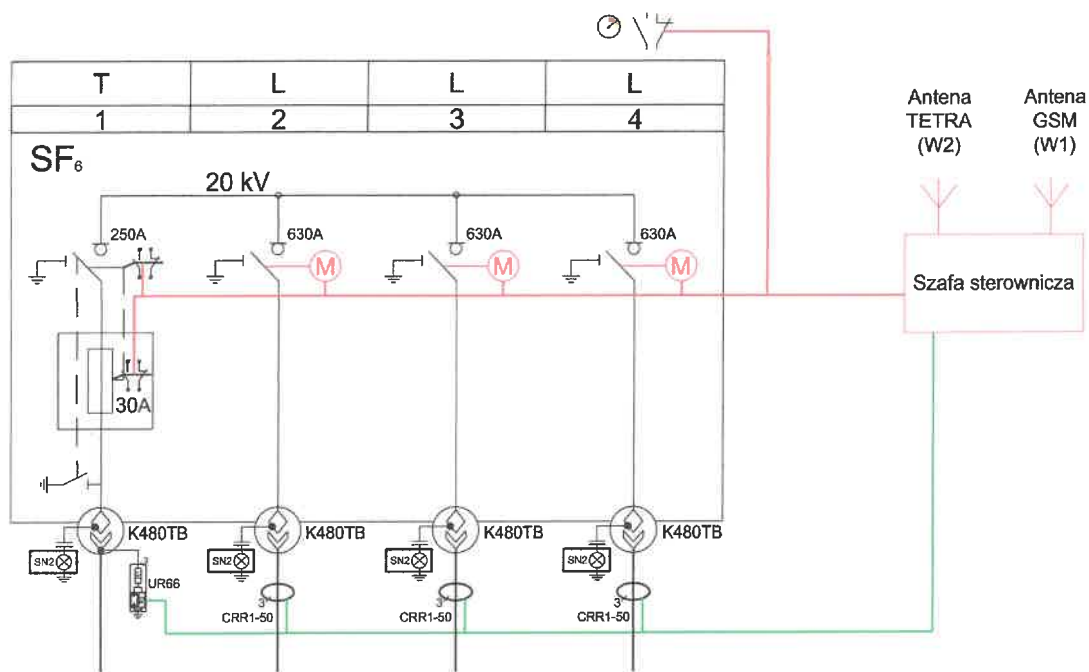 T L L L
1 2 3 4
SF6
20 kV
250A 630A 630A 630A
M M M
30A
K480TB K480TB K480TB K480TB
SN2 SN2 SN2 SN2
UR66
3 3 3 3
CRR1-50 CRR1-50 CRR1-50
Antena
TETRA
(W2)
Antena
GSM
(W1)
Szafa sterownicza